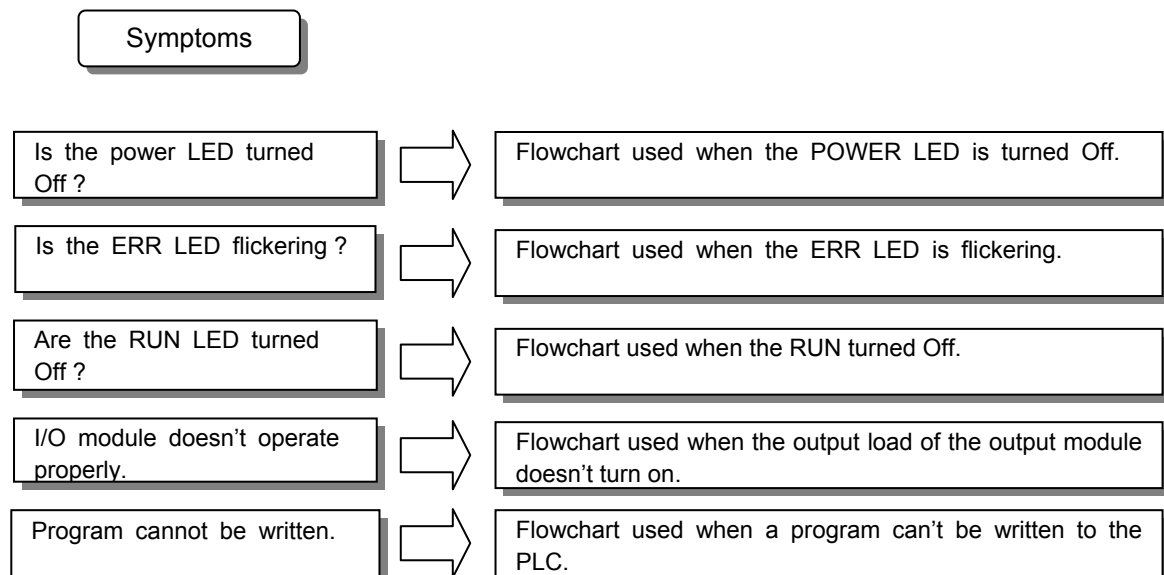 Symptoms
Is the power LED turned
Off ?
Flowchart used when the POWER LED is turned Off.
Is the ERR LED flickering ?
Flowchart used when the ERR LED is flickering.
Are the RUN LED turned
Off ?
Flowchart used when the RUN turned Off.
I/O module doesn't operate
properly.
Flowchart used when the output load of the output module
doesn't turn on.
Program cannot be written.
Flowchart used when a program can't be written to the
PLC.